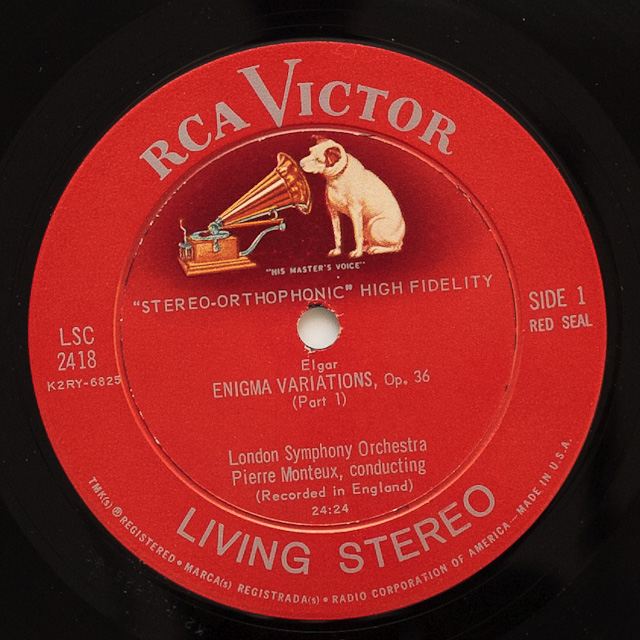 RCA VICTOR
"HIS MASTER'S VOICE"
"STEREO-ORTHOPHONIC" HIGH FIDELITY
LSC
2418
K2RY-6825
SIDE 1
RED SEAL
Elgar
ENIGMA VARIATIONS, Op. 36
(Part 1)
London Symphony Orchestra
Pierre Monteux, conducting
(Recorded in England)
24:24
LIVING STEREO
TMK(s) ® REGISTERED • MARCA(s) REGISTRADA(s) • RADIO CORPORATION OF AMERICA—MADE IN U.S.A.